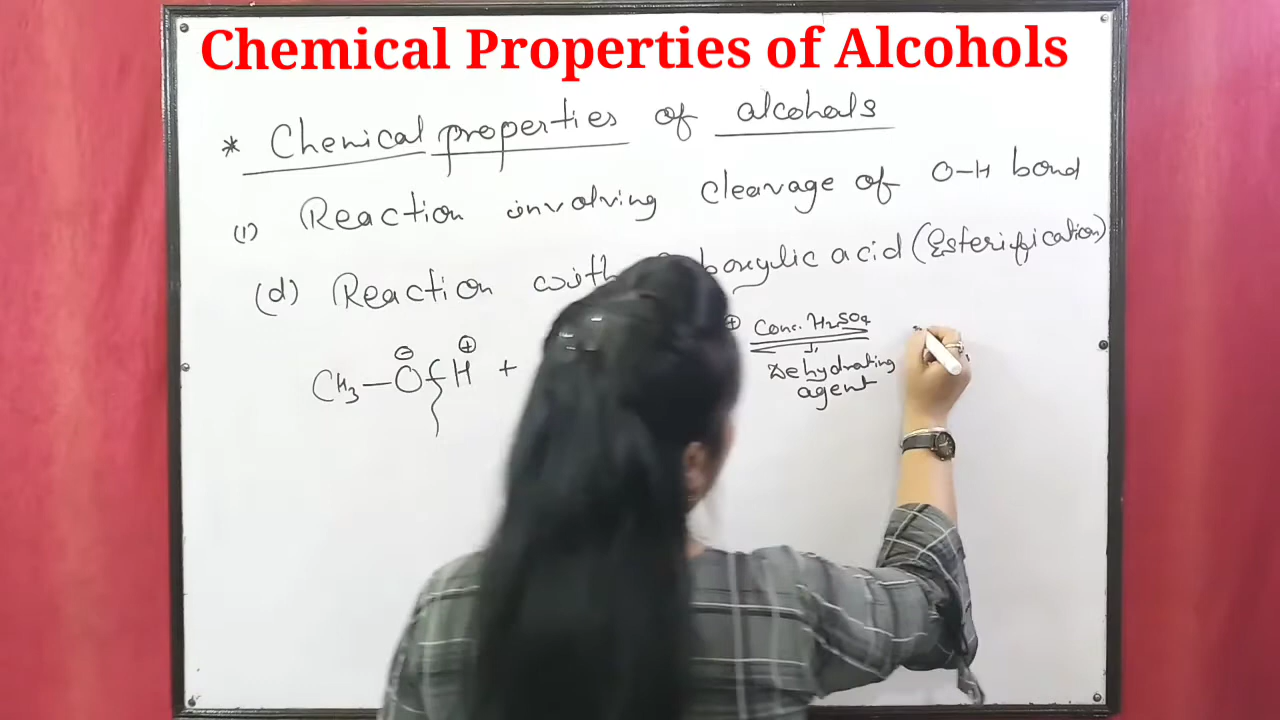 Chemical Properties of Alcohols
* Chemical properties of alcohols
(1) Reaction involving cleavage of O-H bond
(d) Reaction with boxylic acid (Esterification)
⊕ Conc. H₂SO₄
CH₃—O⊖ H⊕ +
↓
Dehydrating
agent